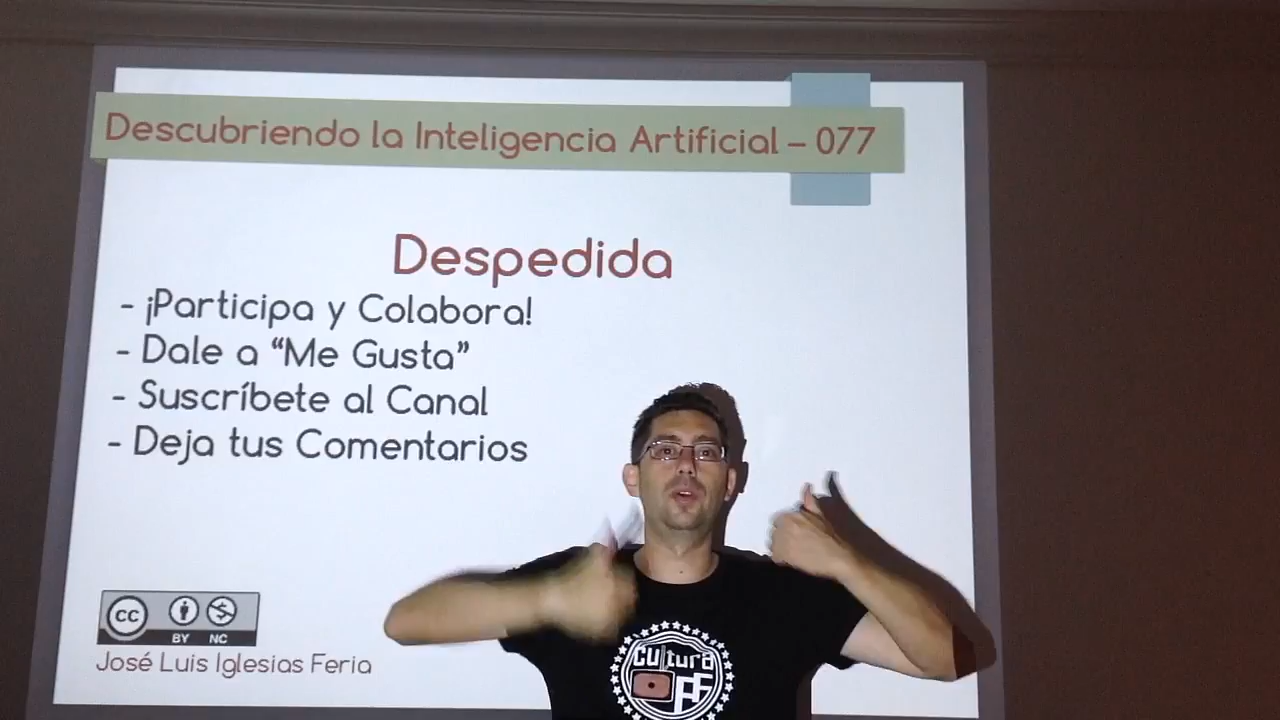 Descubriendo la Inteligencia Artificial – 077
Despedida
- ¡Participa y Colabora!
- Dale a “Me Gusta”
- Suscríbete al Canal
- Deja tus Comentarios
cc
BY NC
José Luis Iglesias Feria
cultura